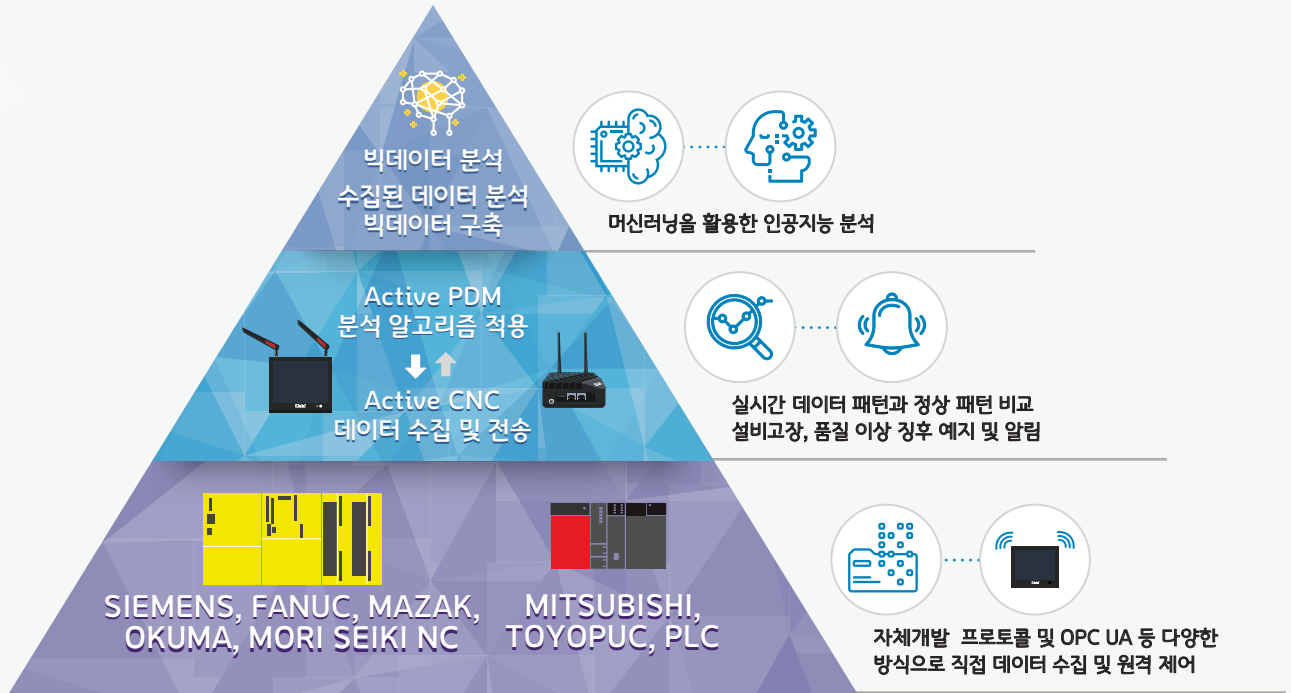 빅데이터 분석
수집된 데이터 분석
빅데이터 구축
머신러닝을 활용한 인공지능 분석
Active PDM
분석 알고리즘 적용
Active CNC
데이터 수집 및 전송
실시간 데이터 패턴과 정상 패턴 비교
설비고장, 품질 이상 징후 예지 및 알림
SIEMENS, FANUC, MAZAK,
OKUMA, MORI SEIKI NC
MITSUBISHI,
TOYOPUC, PLC
자체개발 프로토콜 및 OPC UA 등 다양한
방식으로 직접 데이터 수집 및 원격 제어